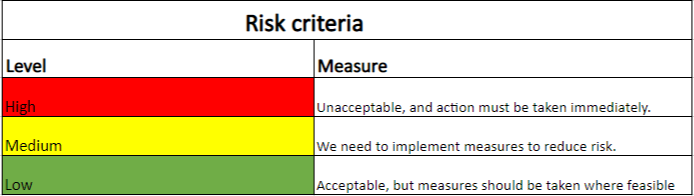 Risk criteria
Level Measure
High Unacceptable, and action must be taken immediately.
Medium We need to implement measures to reduce risk.
Low Acceptable, but measures should be taken where feasible